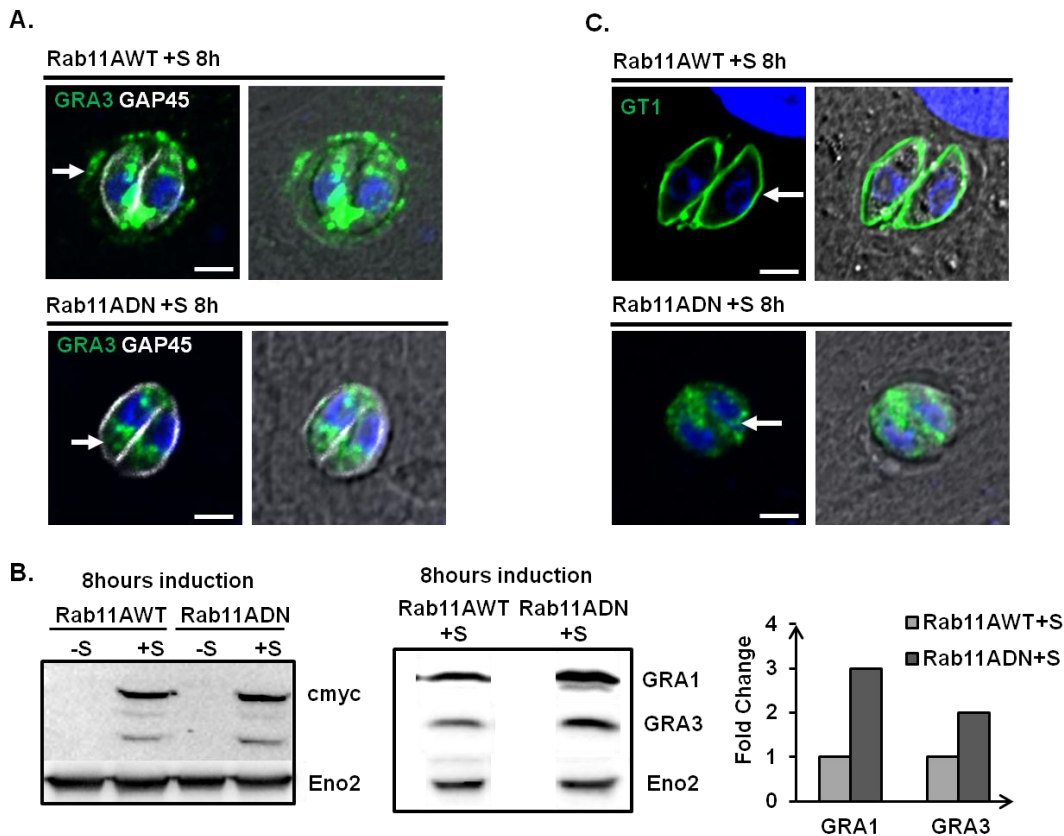 A.
Rab11AWT +S 8h
GRA3 GAP45
Rab11ADN +S 8h
GRA3 GAP45
C.
Rab11AWT +S 8h
GT1
Rab11ADN +S 8h
B.
8hours induction
Rab11AWT Rab11ADN
-S +S -S +S
cmyc
Eno2
8hours induction
Rab11AWT Rab11ADN
+S +S
GRA1
GRA3
Eno2
Fold Change
4
3
2
1
0
GRA1 GRA3
Rab11AWT+S
Rab11ADN+S